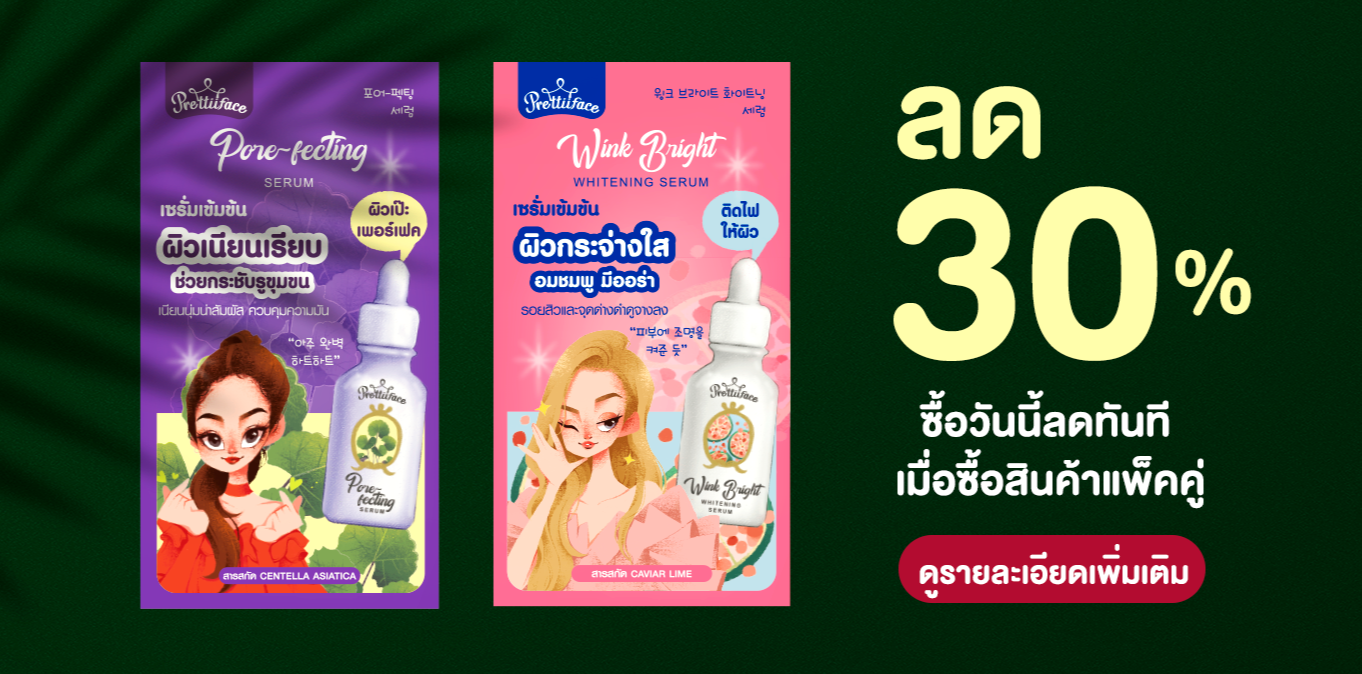 Prettiiface
포어-펙팅
세럼
Pore-fecting
SERUM
เซรั่มเข้มข้น
ผิวเป๊ะ
เพอร์เฟค
ผิวเนียนเรียบ
ช่วยกระชับรูขุมขน
เนียนนุ่มน่าสัมผัส ควบคุมความมัน
“아주 완벽
하트하트”
Prettiiface
Pore-
fecting
SERUM
สารสกัด CENTELLA ASIATICA
Prettiiface
윙크 브라이트 화이트닝
세럼
Wink Bright
WHITENING SERUM
เซรั่มเข้มข้น
ติดไฟ
ให้ผิว
ผิวกระจ่างใส
อมชมพู มีออร่า
รอยสิวและจุดด่างดำดูจางลง
“피부에 조명을
켜준 듯”
Prettiiface
Wink Bright
WHITENING
SERUM
สารสกัด CAVIAR LIME
ลด
30%
ซื้อวันนี้ลดทันที
เมื่อซื้อสินค้าแพ็คคู่
ดูรายละเอียดเพิ่มเติม